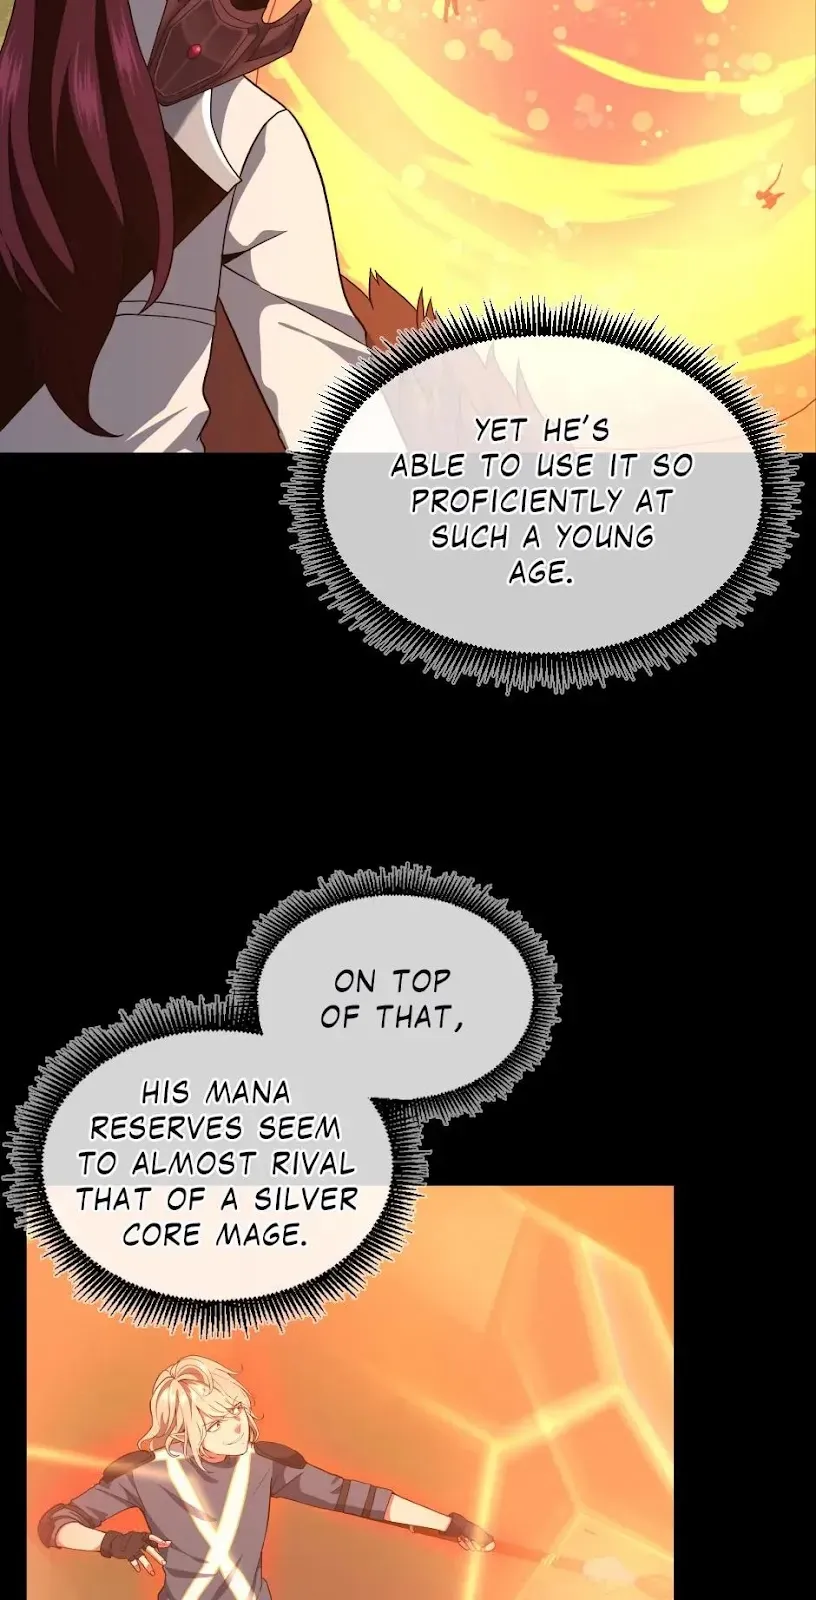 YET HE'S
ABLE TO USE IT SO
PROFICIENTLY AT
SUCH A YOUNG
AGE.
ON TOP
OF THAT,
HIS MANA
RESERVES SEEM
TO ALMOST RIVAL
THAT OF A SILVER
CORE MAGE.